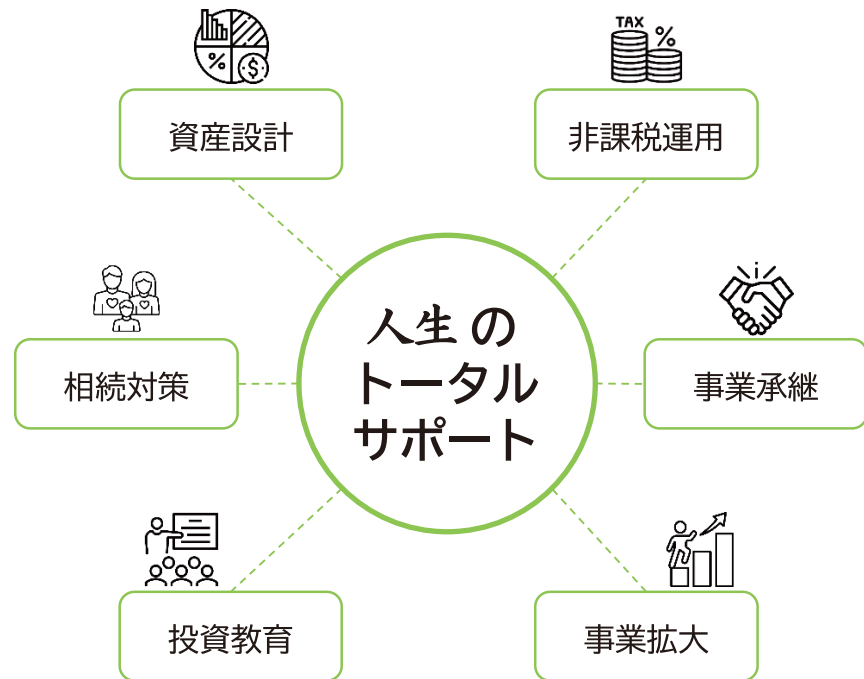 TAX
%
% $
資産設計
非課税運用
人生の
トータル
サポート
相続対策
事業承継
投資教育
事業拡大